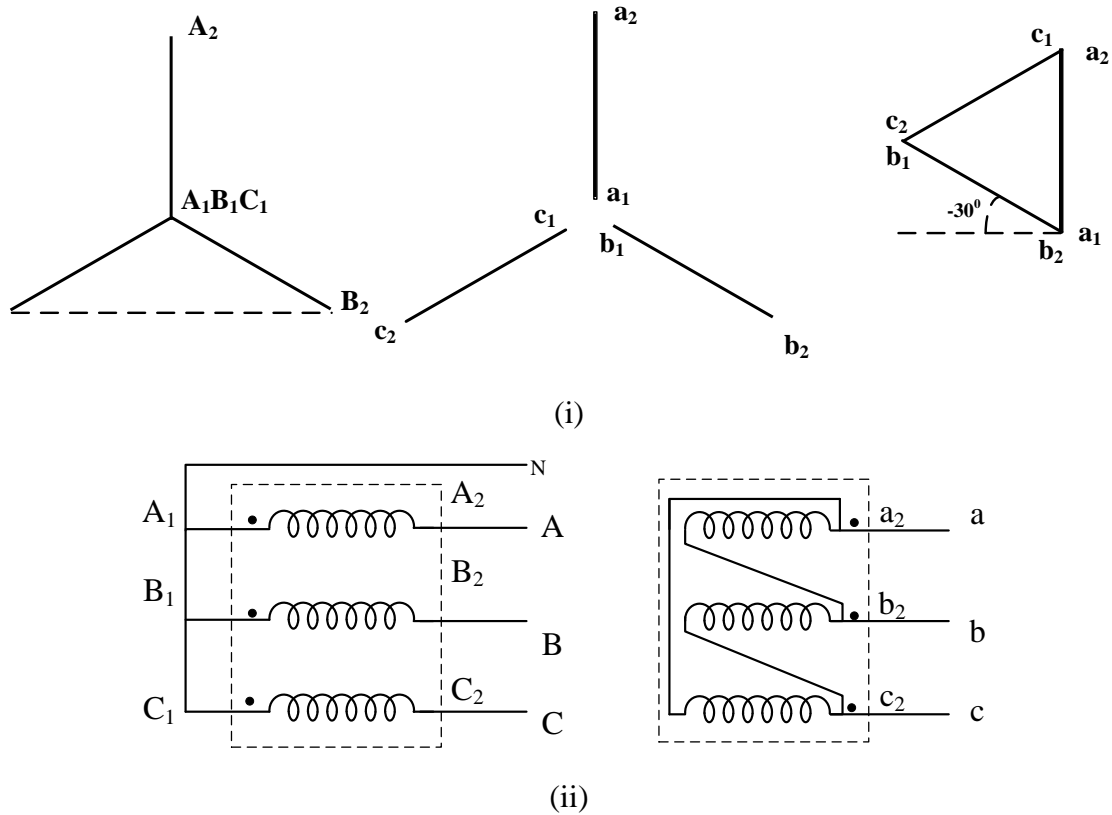 A₂
A₁B₁C₁
B₂
a₂
a₁
c₁
b₁
c₂
b₂
c₁
a₂
c₂
b₁
-30⁰
b₂
a₁
(i)
N
A₁
A₂
A
B₁
B₂
B
C₁
C₂
C
a₂
a
b₂
b
c₂
c
(ii)